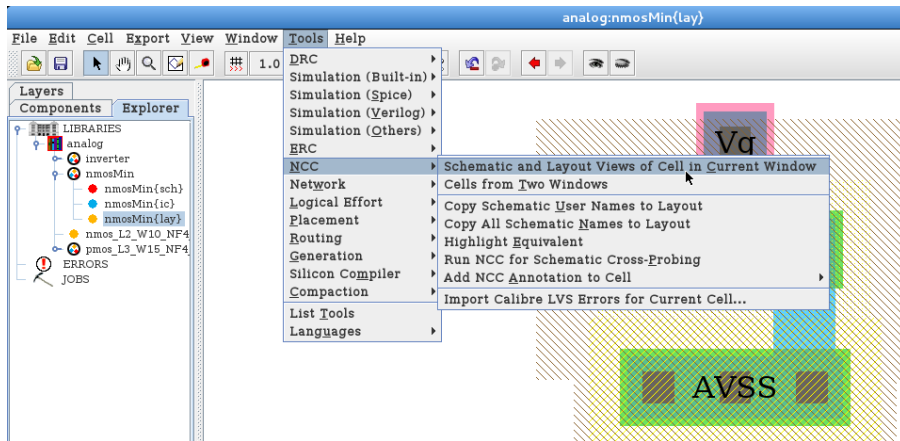 analog:nmosMin{lay}
File Edit Cell Export View Window Tools Help
1.0
Layers
Components Explorer
LIBRARIES
analog
inverter
nmosMin
nmosMin{sch}
nmosMin{ic}
nmosMin{lay}
nmos_L2_W10_NF4
pmos_L3_W15_NF4
ERRORS
JOBS
DRC
Simulation (Built-in)
Simulation (Spice)
Simulation (Verilog)
Simulation (Others)
ERC
NCC
Network
Logical Effort
Placement
Routing
Generation
Silicon Compiler
Compaction
List Tools
Languages
Schematic and Layout Views of Cell in Current Window
Cells from Two Windows
Copy Schematic User Names to Layout
Copy All Schematic Names to Layout
Highlight Equivalent
Run NCC for Schematic Cross-Probing
Add NCC Annotation to Cell
Import Calibre LVS Errors for Current Cell...
Vg
AVSS